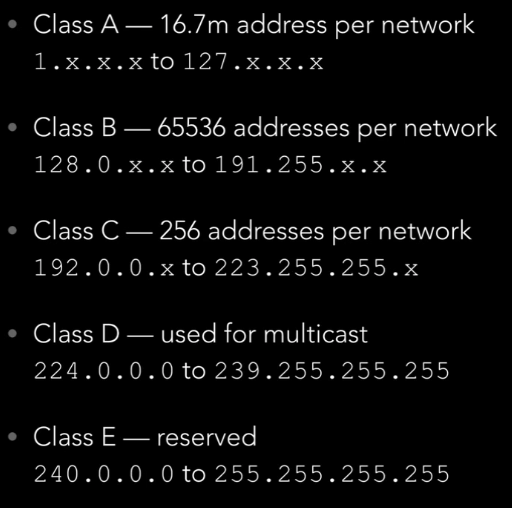 • Class A — 16.7m address per network
1.x.x.x to 127.x.x.x
• Class B — 65536 addresses per network
128.0.x.x to 191.255.x.x
• Class C — 256 addresses per network
192.0.0.x to 223.255.255.x
• Class D — used for multicast
224.0.0.0 to 239.255.255.255
• Class E — reserved
240.0.0.0 to 255.255.255.255